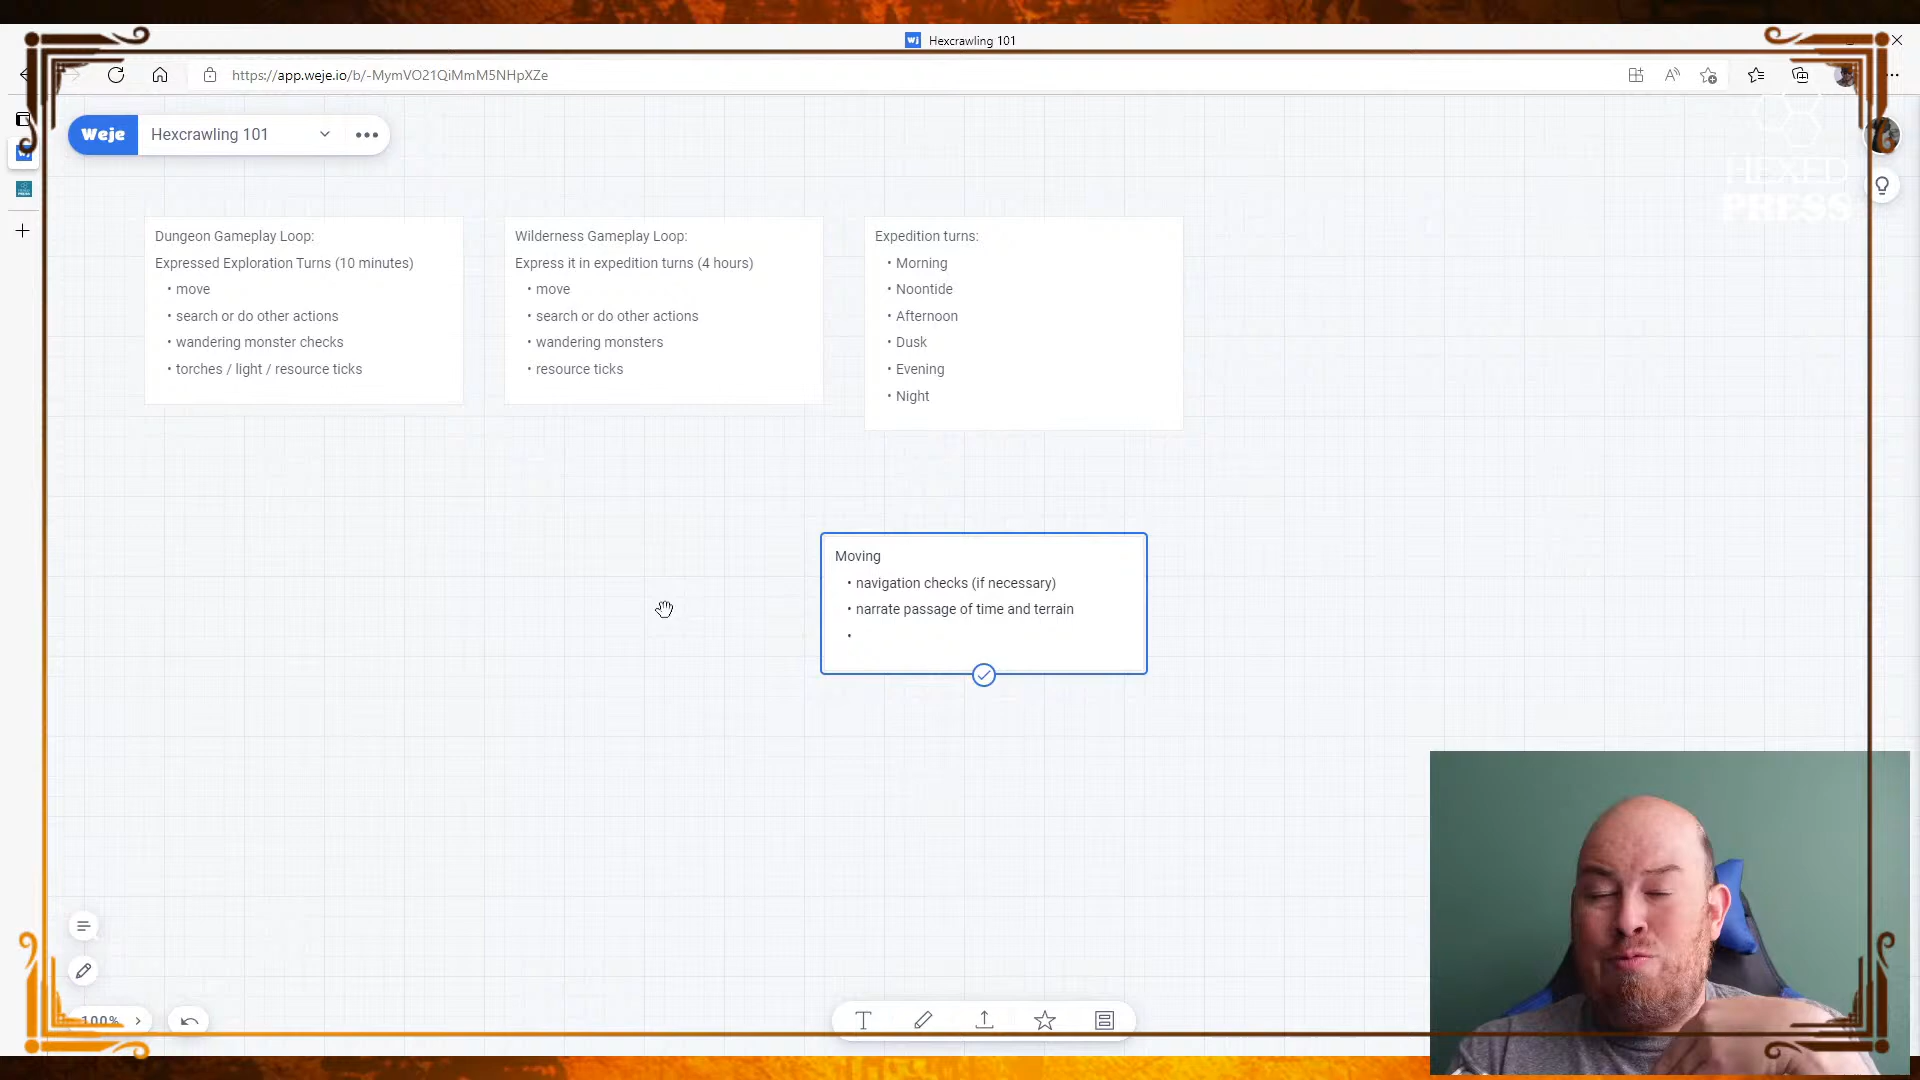 Hexcrawling 101
https://app.weje.io/b/-MymVO21QiMmM5NHpXZe
Weje
Hexcrawling 101
HEXED
PRESS
Dungeon Gameplay Loop:
Expressed Exploration Turns (10 minutes)
• move
• search or do other actions
• wandering monster checks
• torches / light / resource ticks
Wilderness Gameplay Loop:
Express it in expedition turns (4 hours)
• move
• search or do other actions
• wandering monsters
• resource ticks
Expedition turns:
• Morning
• Noontide
• Afternoon
• Dusk
• Evening
• Night
Moving
• navigation checks (if necessary)
• narrate passage of time and terrain
•
100%